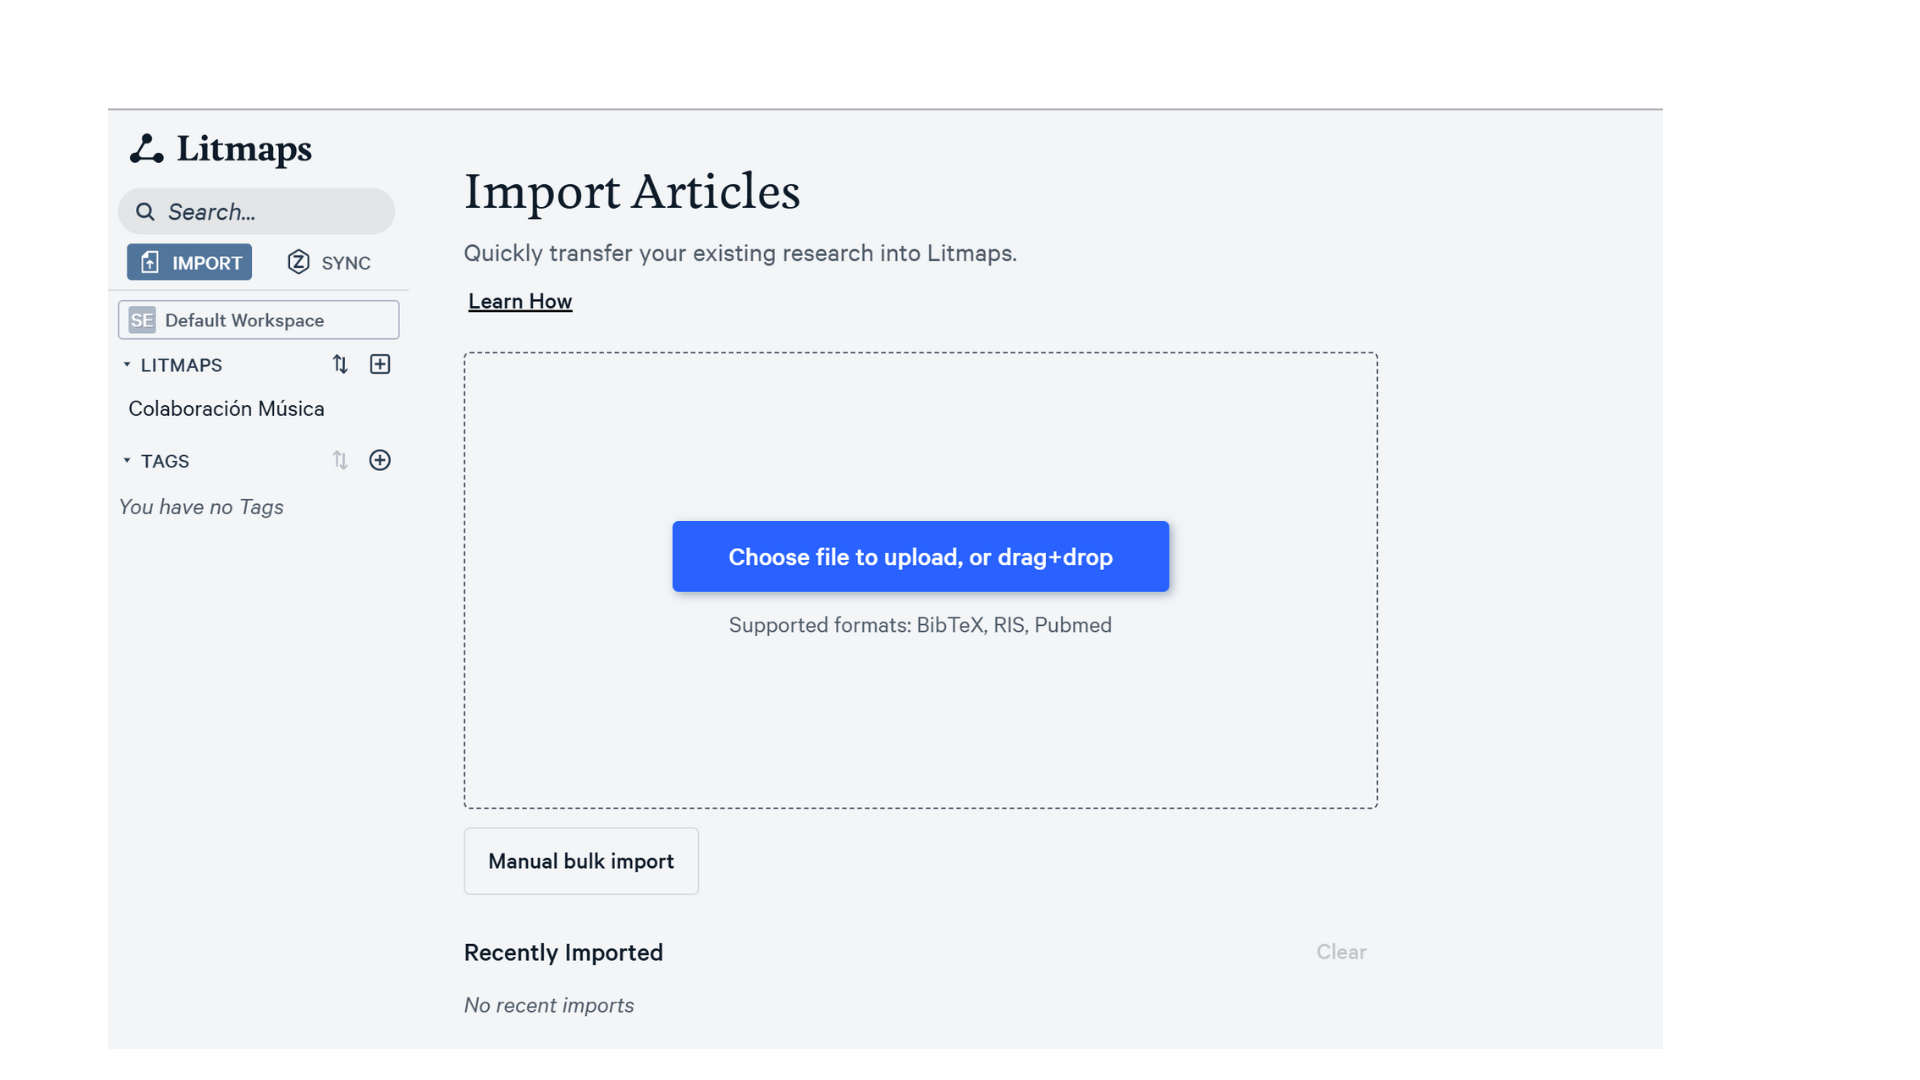 Litmaps
Search...
IMPORT
SYNC
SE Default Workspace
LITMAPS
Colaboración Música
TAGS
You have no Tags
Import Articles
Quickly transfer your existing research into Litmaps.
Learn How
Choose file to upload, or drag+drop
Supported formats: BibTeX, RIS, Pubmed
Manual bulk import
Recently Imported
Clear
No recent imports